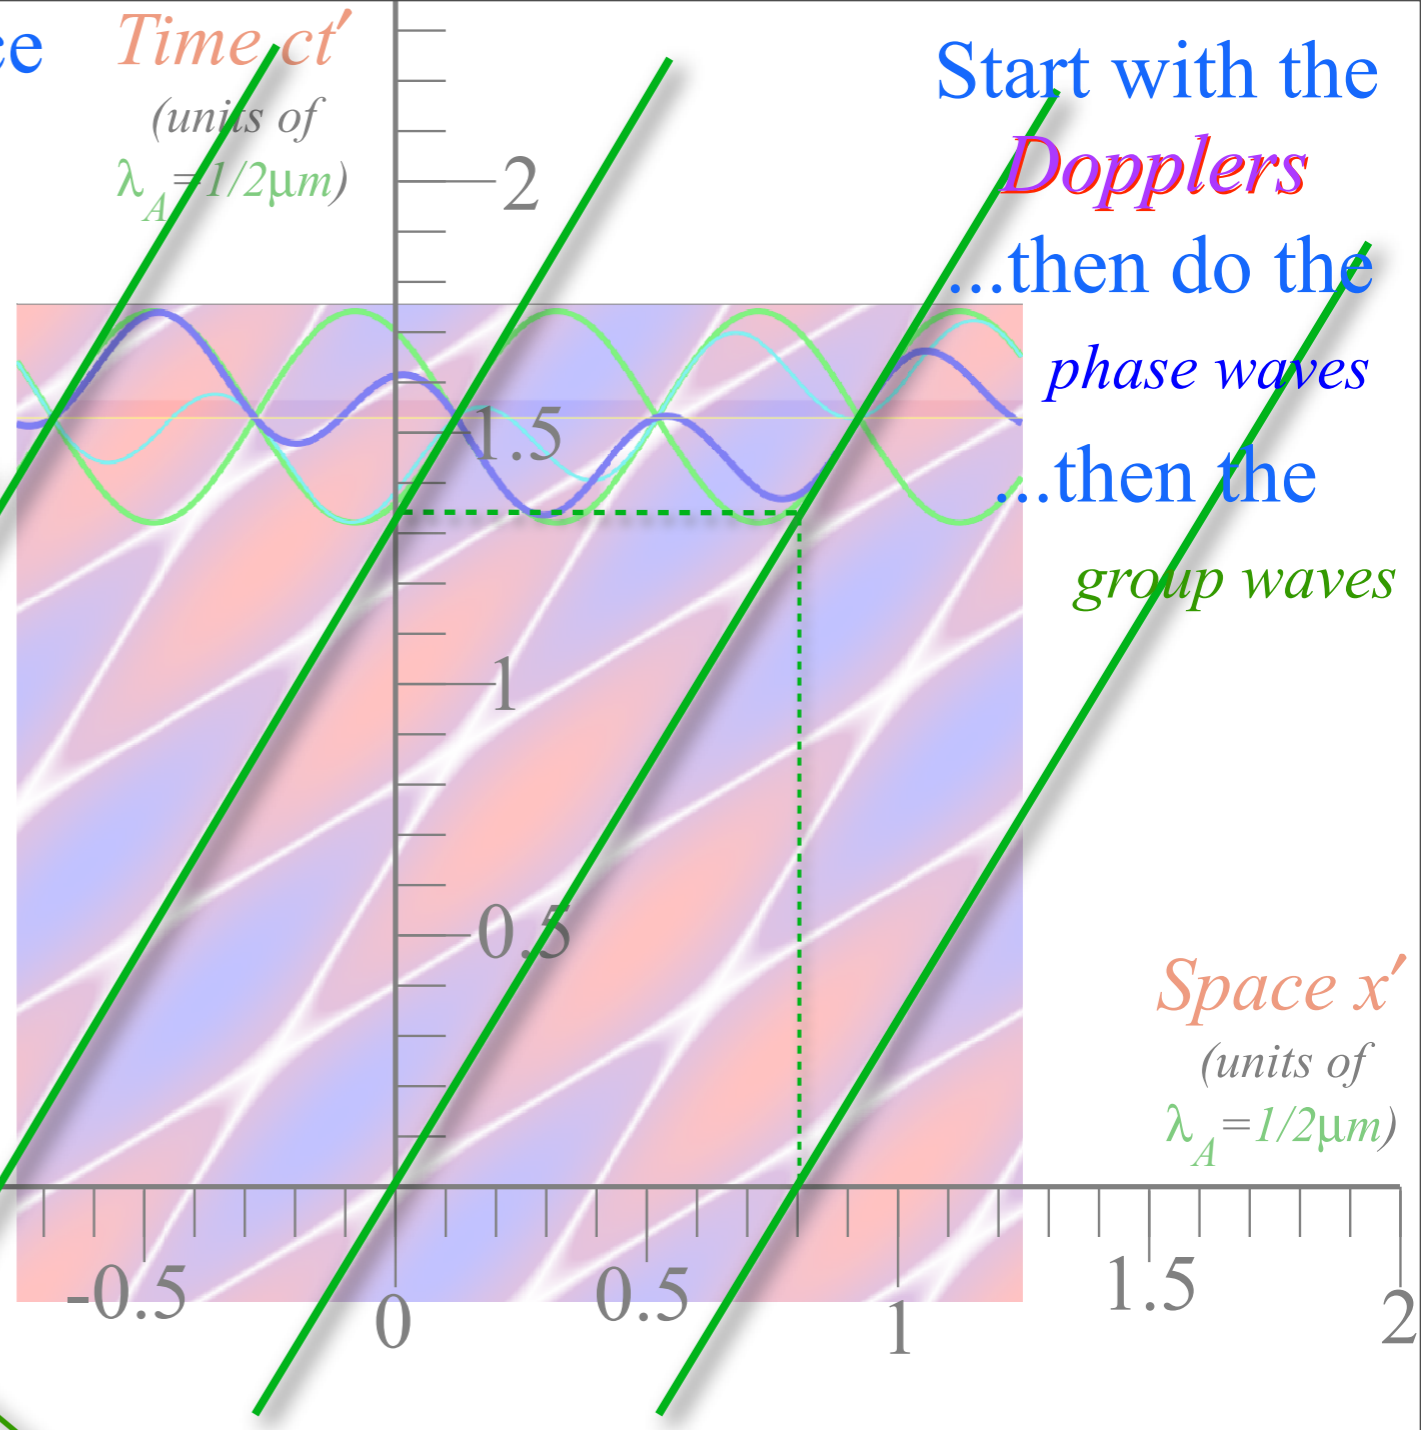 ce
Time ct′
(units of
λA=1/2μm)
Start with the
Dopplers
...then do the
phase waves
...then the
group waves
2
1.5
1
0.5
Space x′
(units of
λA=1/2μm)
-0.5
0
0.5
1
1.5
2